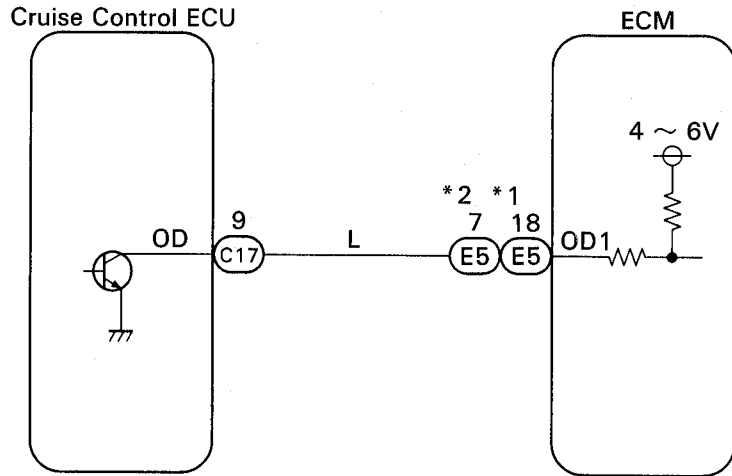 Cruise Control ECU
ECM
4 ~ 6V
*2 *1
9 7 18
OD L OD1
C17 E5 E5